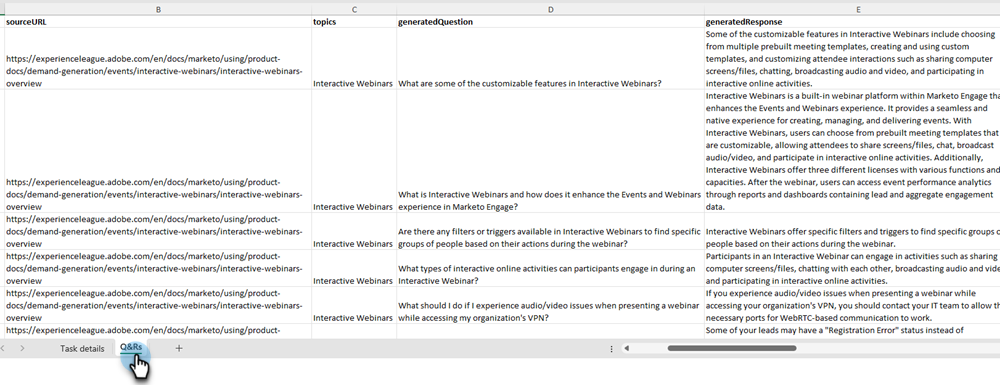 B C D E
sourceURL topics generatedQuestion generatedResponse
https://experienceleague.adobe.com/en/docs/marketo/using/product-
docs/demand-generation/events/interactive-webinars/interactive-webinars-
overview
Interactive Webinars
What are some of the customizable features in Interactive Webinars?
Some of the customizable features in Interactive Webinars include choosing
from multiple prebuilt meeting templates, creating and using custom
templates, and customizing attendee interactions such as sharing computer
screens/files, chatting, broadcasting audio and video, and participating in
interactive online activities.
https://experienceleague.adobe.com/en/docs/marketo/using/product-
docs/demand-generation/events/interactive-webinars/interactive-webinars-
overview
Interactive Webinars
What is Interactive Webinars and how does it enhance the Events and Webinars
experience in Marketo Engage?
Interactive Webinars is a built-in webinar platform within Marketo Engage tha
enhances the Events and Webinars experience. It provides a seamless and
native experience for creating, managing, and delivering events. With
Interactive Webinars, users can choose from prebuilt meeting templates that
are customizable, allowing attendees to share screens/files, chat, broadcast
audio/video, and participate in interactive online activities. Additionally,
Interactive Webinars offer three different licenses with various functions and
capacities. After the webinar, users can access event performance analytics
through reports and dashboards containing lead and aggregate engagement
data.
https://experienceleague.adobe.com/en/docs/marketo/using/product-
docs/demand-generation/events/interactive-webinars/interactive-webinars-
overview
Interactive Webinars
Are there any filters or triggers available in Interactive Webinars to find specific
groups of people based on their actions during the webinar?
Interactive Webinars offer specific filters and triggers to find specific groups o
people based on their actions during the webinar.
https://experienceleague.adobe.com/en/docs/marketo/using/product-
docs/demand-generation/events/interactive-webinars/interactive-webinars-
overview
Interactive Webinars
What types of interactive online activities can participants engage in during an
Interactive Webinar?
Participants in an Interactive Webinar can engage in activities such as sharing
computer screens/files, chatting with each other, broadcasting audio and vide
and participating in interactive online activities.
https://experienceleague.adobe.com/en/docs/marketo/using/product-
docs/demand-generation/events/interactive-webinars/interactive-webinars-
overview
Interactive Webinars
What should I do if I experience audio/video issues when presenting a webinar
while accessing my organization's VPN?
If you experience audio/video issues when presenting a webinar while
accessing your organization's VPN, you should contact your IT team to allow th
necessary ports for WebRTC-based communication to work.
https://experienceleague.adobe.com/en/docs/marketo/using/product-
Some of your leads may have a "Registration Error" status instead of
Task details Q&Rs +